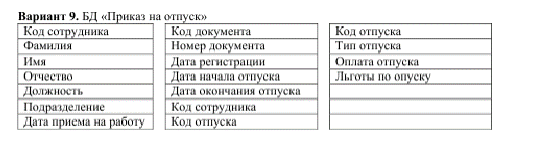 Вариант 9. БД «Приказ на отпуск»
Код сотрудника
Фамилия
Имя
Отчество
Должность
Подразделение
Дата приема на работу
Код документа
Номер документа
Дата регистрации
Дата начала отпуска
Дата окончания отпуска
Код сотрудника
Код отпуска
Код отпуска
Тип отпуска
Оплата отпуска
Льготы по опуску